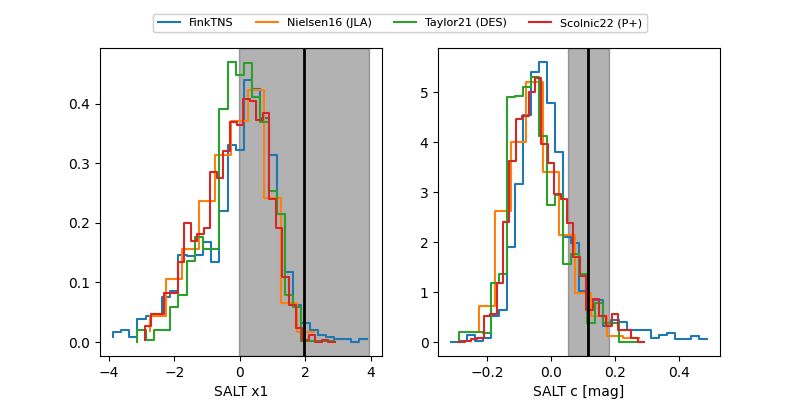 FinkTNS Nielsen16 (JLA) Taylor21 (DES) Scolnic22 (P+)
0.4
0.3
0.2
0.1
0.0
−4 −2 0 2 4
SALT x1
5
4
3
2
1
0
−0.2 0.0 0.2 0.4
SALT c [mag]